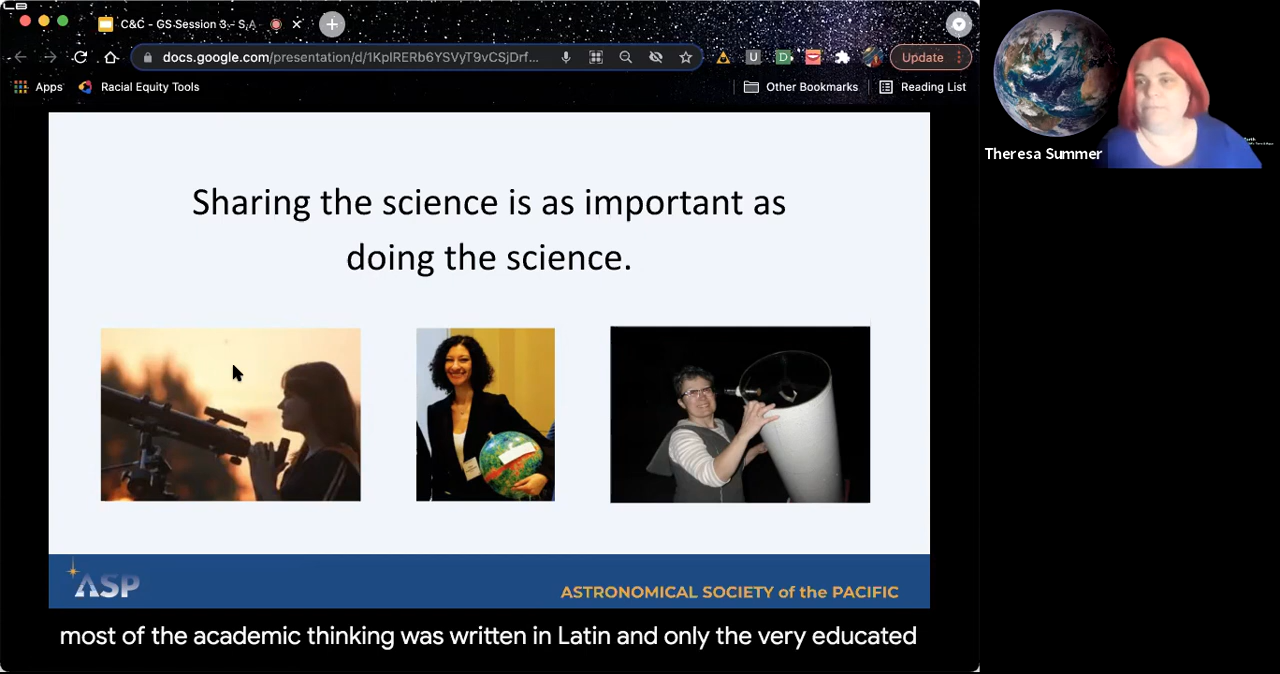 C&C - GS Session 3 - S,A
docs.google.com/presentation/d/1KplRERb6YSVyT9vCSjDrf...
Update
Apps
Racial Equity Tools
Other Bookmarks
Reading List
Theresa Summer
Sharing the science is as important as
doing the science.
ASP
ASTRONOMICAL SOCIETY of the PACIFIC
most of the academic thinking was written in Latin and only the very educated